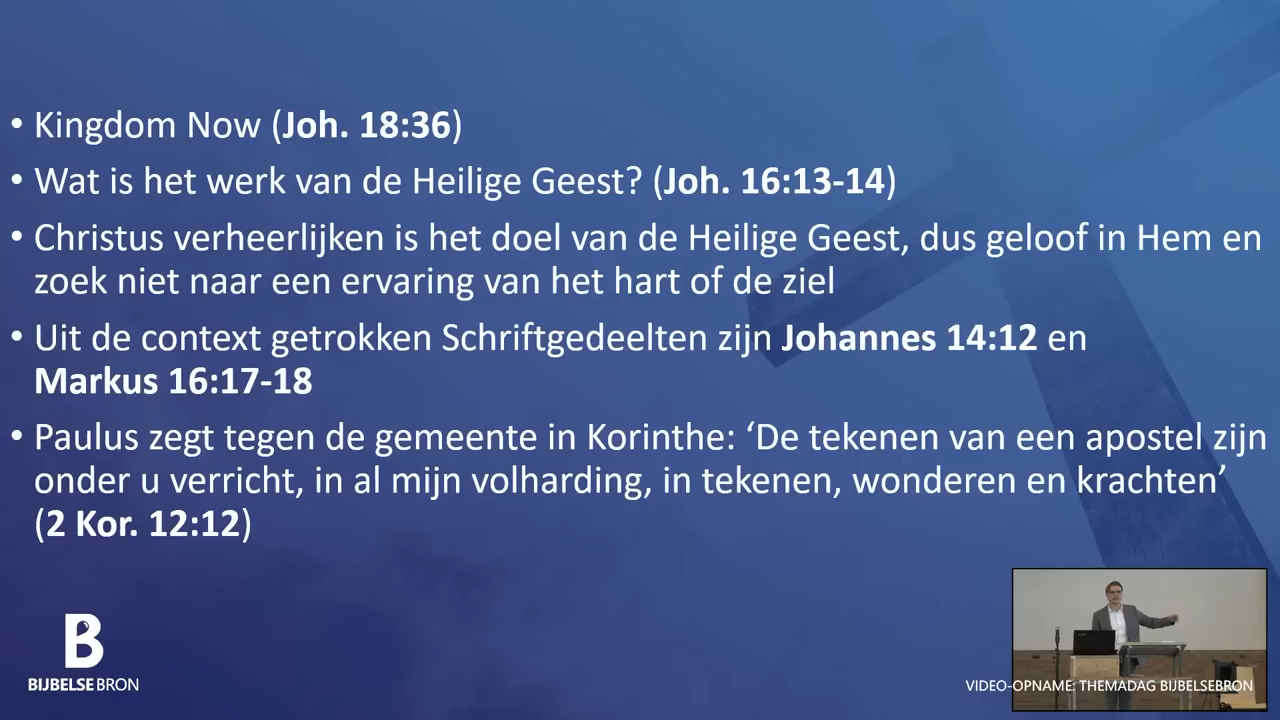 • Kingdom Now (Joh. 18:36)
• Wat is het werk van de Heilige Geest? (Joh. 16:13-14)
• Christus verheerlijken is het doel van de Heilige Geest, dus geloof in Hem en
zoek niet naar een ervaring van het hart of de ziel
• Uit de context getrokken Schriftgedeelten zijn Johannes 14:12 en
Markus 16:17-18
• Paulus zegt tegen de gemeente in Korinthe: ‘De tekenen van een apostel zijn
onder u verricht, in al mijn volharding, in tekenen, wonderen en krachten’
(2 Kor. 12:12)
B
BIJBELSEBRON
VIDEO-OPNAME: THEMADAG BIJBELSEBRON